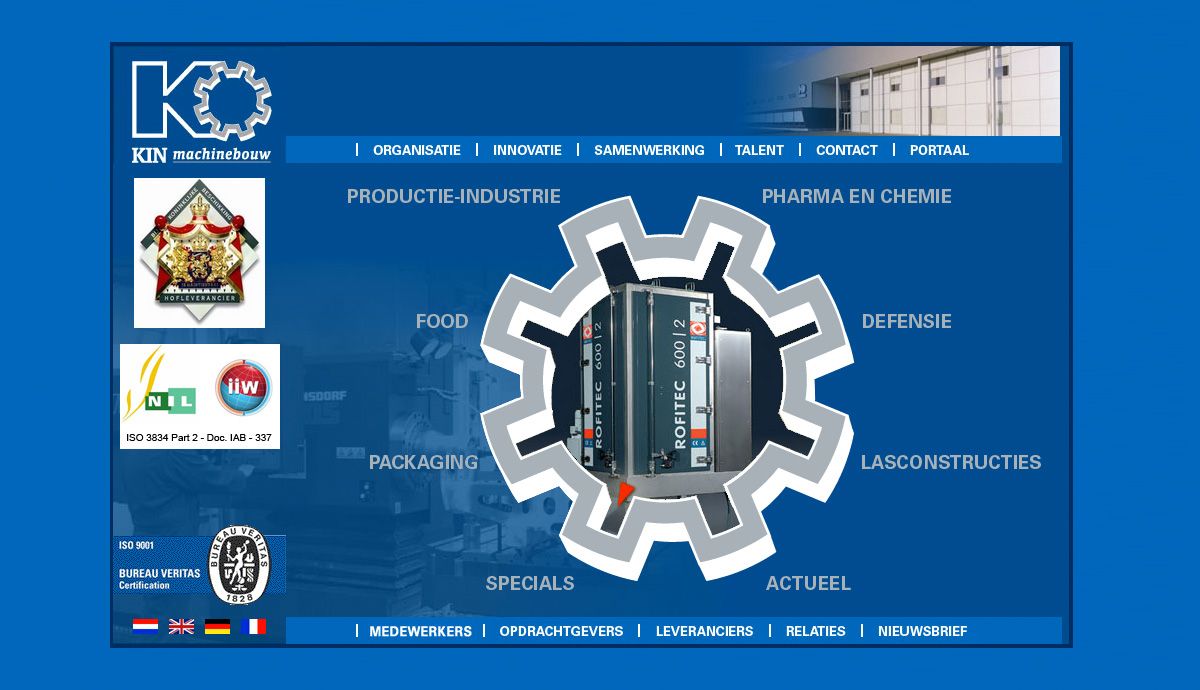 KO
KIN machinebouw
ORGANISATIE
INNOVATIE
SAMENWERKING
TALENT
CONTACT
PORTAAL
KONINKLIJKE BESCHIKKING
HOFLEVERANCIER
NIL
iiw
ISO 3834 Part 2 - Doc. IAB - 337
PRODUCTIE-INDUSTRIE
PHARMA EN CHEMIE
FOOD
DEFENSIE
PACKAGING
LASCONSTRUCTIES
SPECIALS
ACTUEEL
ROFITEC 600|2
ROFITEC 600|2
ISO 9001
BUREAU VERITAS
Certification
BUREAU VERITAS
1828
MEDEWERKERS
OPDRACHTGEVERS
LEVERANCIERS
RELATIES
NIEUWSBRIEF